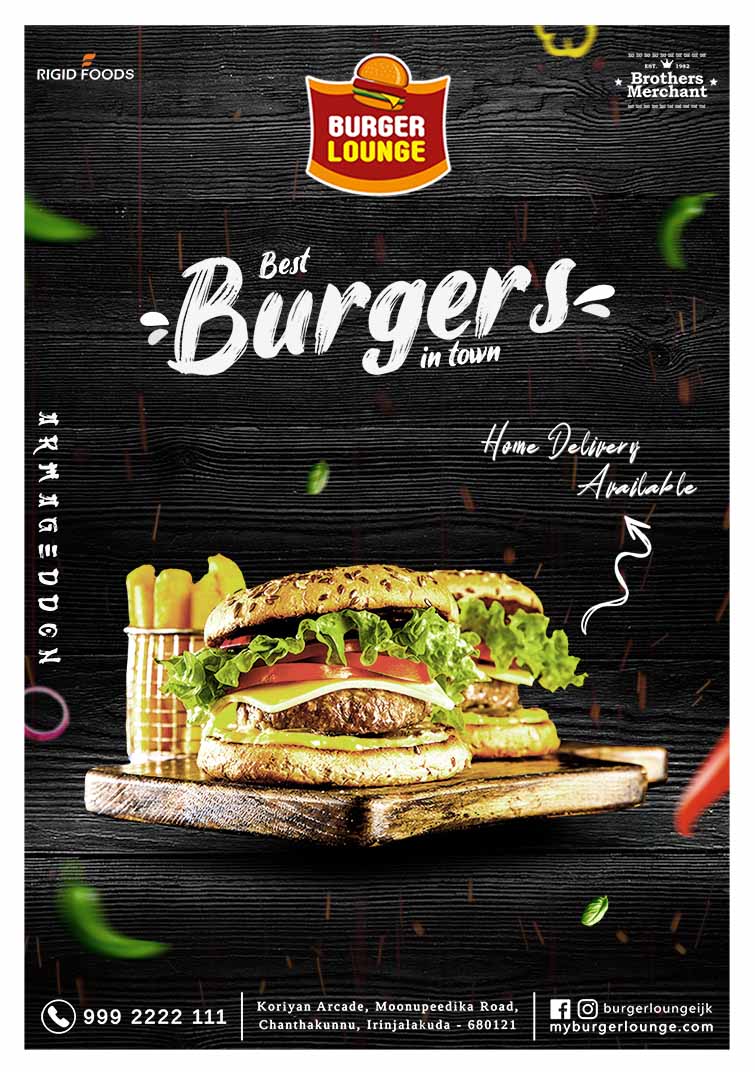 RIGID FOODS
BURGER
LOUNGE
EST. 1982
Brothers
Merchant
Best
Burgers
in town
Home Delivery
Available
ARMAGEDDON
999 2222 111
Koriyan Arcade, Moonupeedika Road,
Chanthakunnu, Irinjalakuda - 680121
burgerloungeijk
myburgerlounge.com